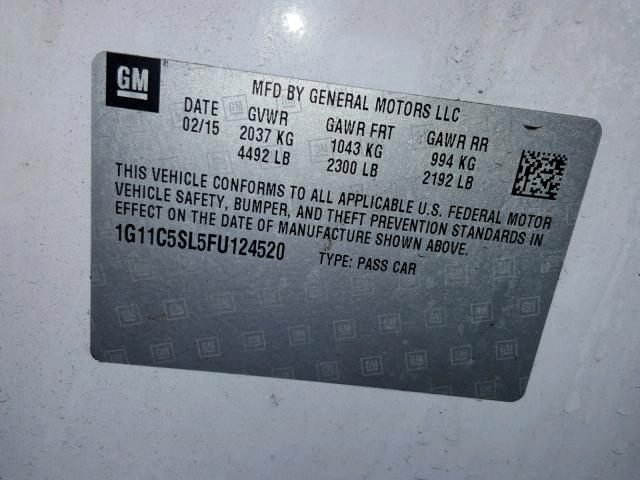 GM
MFD BY GENERAL MOTORS LLC
DATE GVWR GAWR FRT GAWR RR
02/15 2037 KG 1043 KG 994 KG
4492 LB 2300 LB 2192 LB
THIS VEHICLE CONFORMS TO ALL APPLICABLE U.S. FEDERAL MOTOR
VEHICLE SAFETY, BUMPER, AND THEFT PREVENTION STANDARDS IN
EFFECT ON THE DATE OF MANUFACTURE SHOWN ABOVE.
1G11C5SL5FU124520 TYPE: PASS CAR